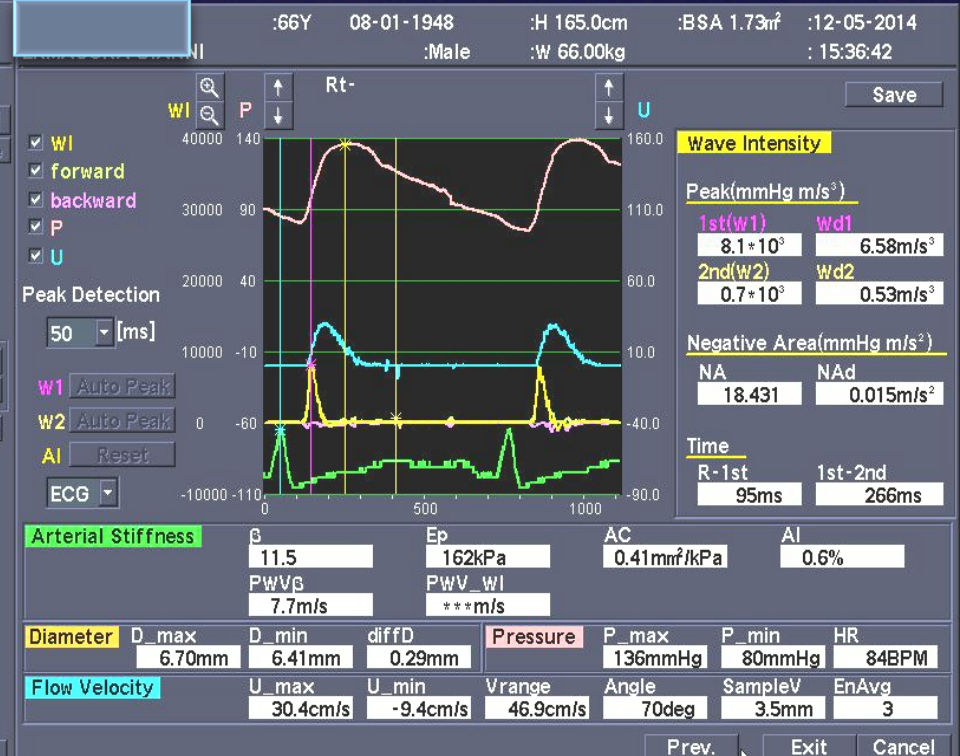 :66Y 08-01-1948 :H 165.0cm :BSA 1.73㎡ :12-05-2014
:Male :W 66.00kg : 15:36:42
Rt-
WI P U
Save
WI
forward
backward
P
U
Peak Detection
50 [ms]
W1 Auto Peak
W2 Auto Peak
AI Reset
ECG
40000 140 160.0
30000 90 110.0
20000 40 60.0
10000 -10 10.0
0 -60 -40.0
-10000 -110 -90.0
0 500 1000
Wave Intensity
Peak(mmHg m/s³)
1st(W1) Wd1
8.1*10³ 6.58m/s³
2nd(W2) Wd2
0.7*10³ 0.53m/s³
Negative Area(mmHg m/s²)
NA NAd
18.431 0.015m/s²
Time
R-1st 1st-2nd
95ms 266ms
Arterial Stiffness β Ep AC AI
11.5 162kPa 0.41mm²/kPa 0.6%
PWVβ PWV_WI
7.7m/s ***m/s
Diameter D_max D_min diffD Pressure P_max P_min HR
6.70mm 6.41mm 0.29mm 136mmHg 80mmHg 84BPM
Flow Velocity U_max U_min Vrange Angle SampleV EnAvg
30.4cm/s -9.4cm/s 46.9cm/s 70deg 3.5mm 3
Prev. Exit Cancel